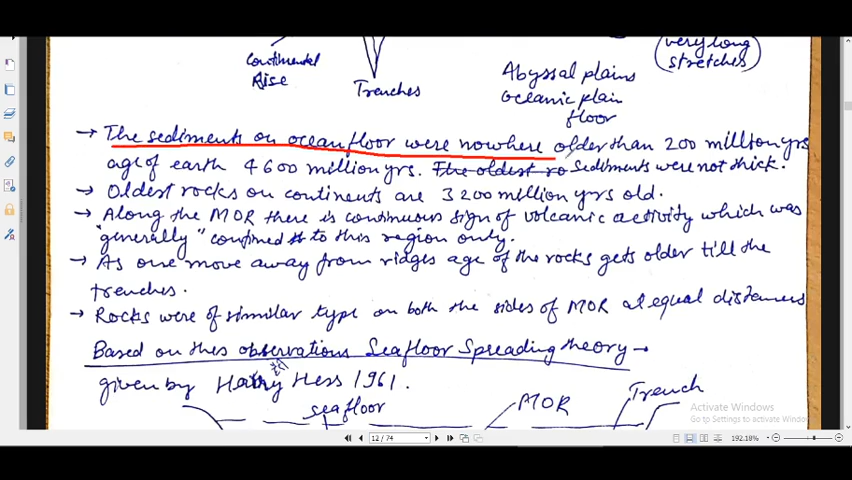 Continental
Rise
Trenches
Abyssal plains
oceanic plain
floor
(very long
stretches)
→ The sediments on oceanfloor were nowhere older than 200 million yrs
age of earth 4600 million yrs. The oldest ro Sediments were not thick.
→ Oldest rocks on continents are 3200 million yrs old.
→ Along the MOR there is continuous sign of volcanic activity which was
"generally" confined to this region only.
→ As one move away from ridges age of the rocks gets older till the
trenches.
→ Rocks were of similar type on both the sides of MOR at equal distances
Based on this observations Seafloor Spreading theory →
given by Harry Hess 1961.
seafloor
MOR
Trench
Activate Windows
Go to Settings to activate Windows
12 / 74
192.18%